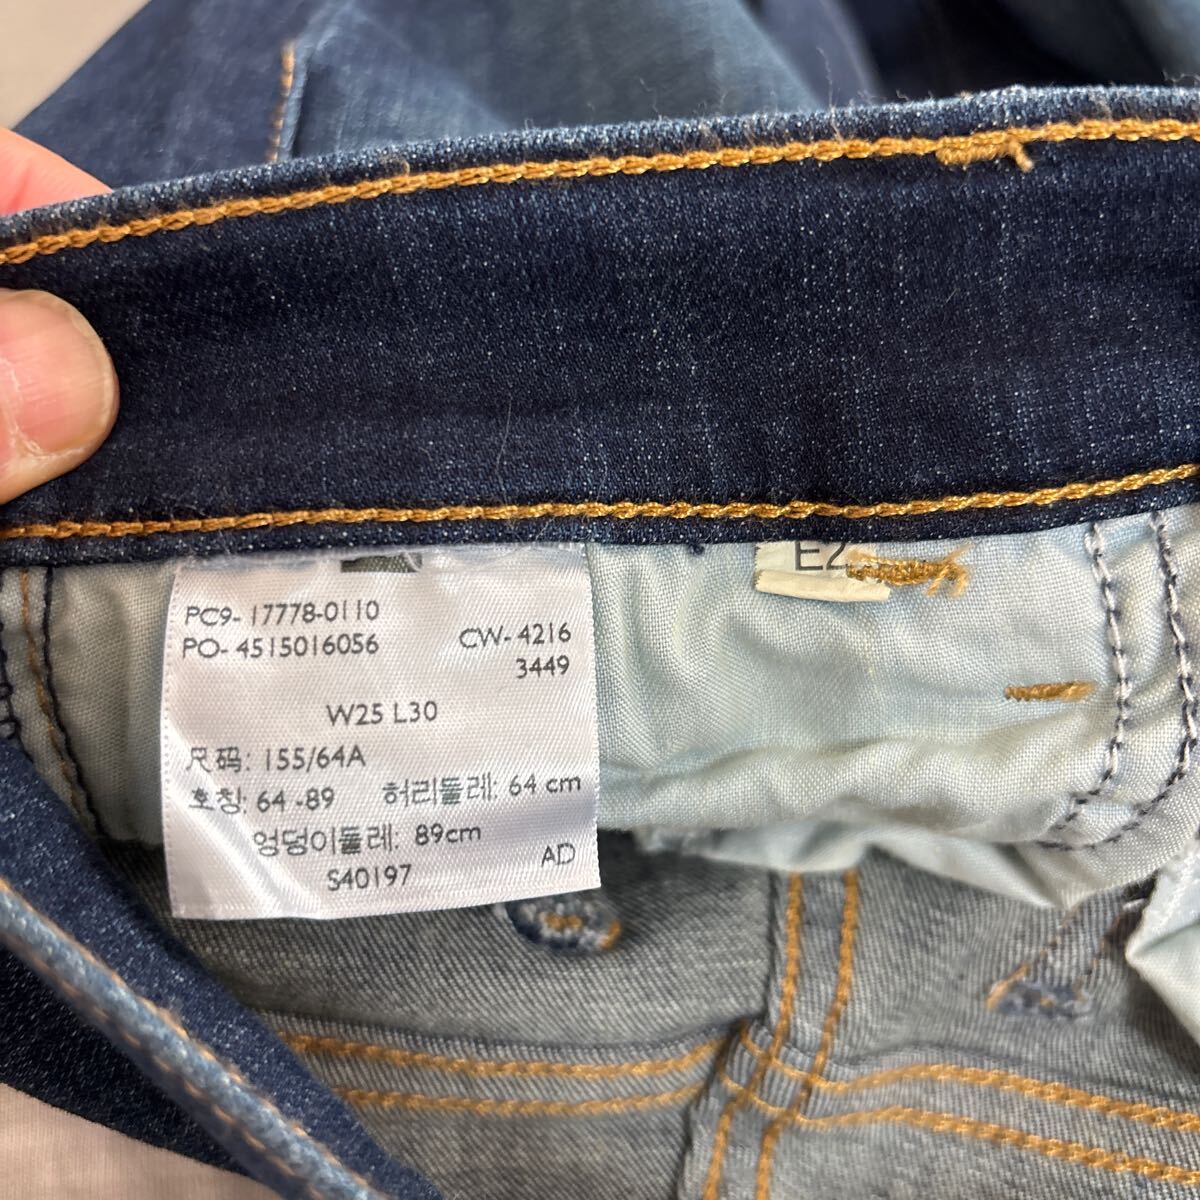 PC9- 17778-0110
PO- 4515016056 CW- 4216
3449
W25 L30
尺码: 155/64A
호칭: 64 -89 허리둘레: 64 cm
엉덩이둘레: 89cm
S40197 AD